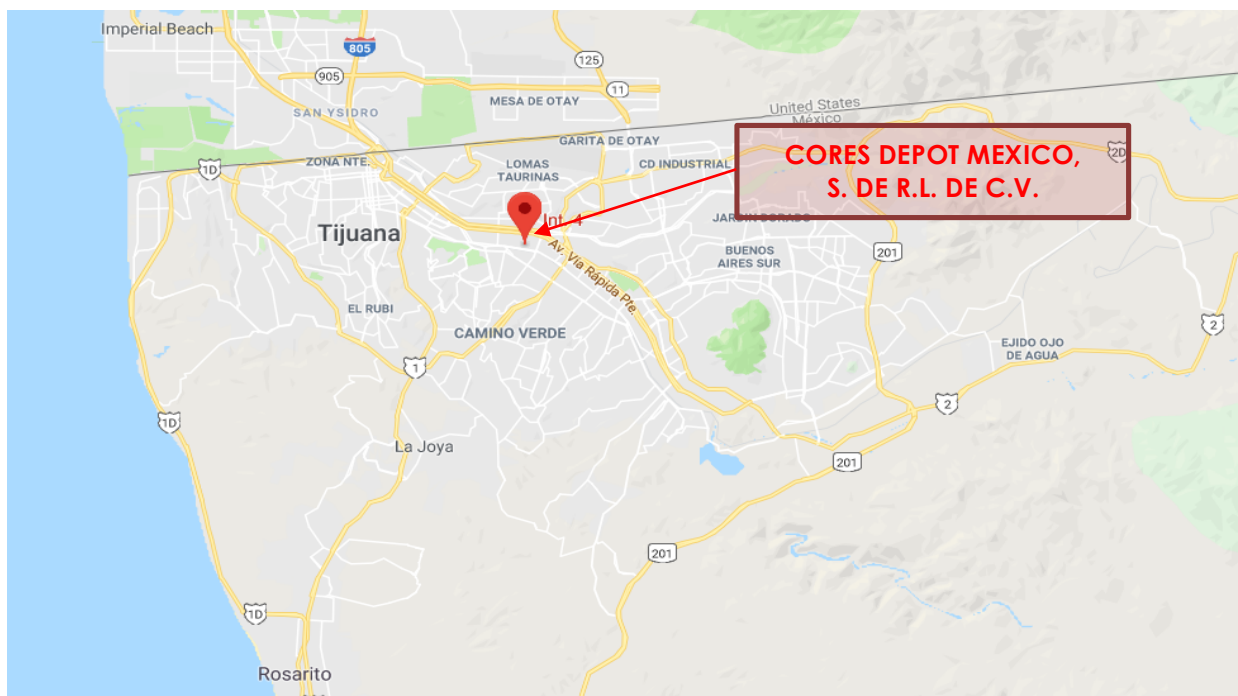 Imperial Beach
805
905
125
11
MESA DE OTAY
SAN YSIDRO
United States
México
GARITA DE OTAY
1D
ZONA NTE.
LOMAS
TAURINAS
CD INDUSTRIAL
CORES DEPOT MEXICO,
S. DE R.L. DE C.V.
2D
JARDIN DORADO
Int. 4
Tijuana
Av. Vía Rápida Pte.
BUENOS
AIRES SUR
201
EL RUBI
CAMINO VERDE
2
EJIDO OJO
DE AGUA
1
2
1D
La Joya
201
201
1D
Rosarito